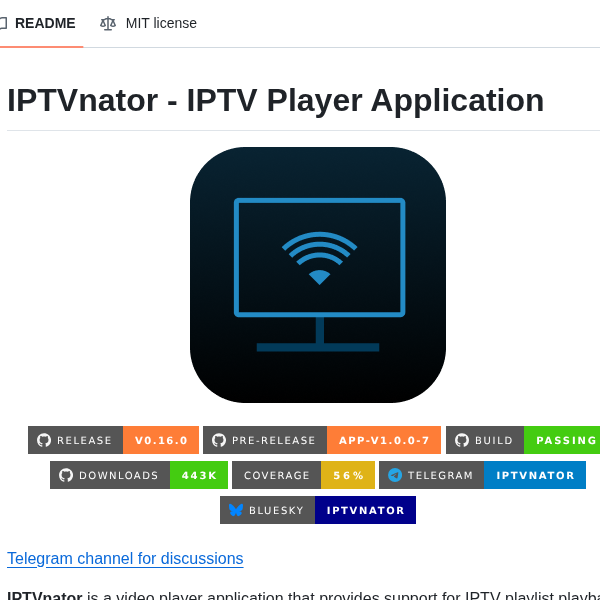 README MIT license
IPTVnator - IPTV Player Application
RELEASE V0.16.0 PRE-RELEASE APP-V1.0.0-7 BUILD PASSING
DOWNLOADS 443K COVERAGE 56% TELEGRAM IPTVNATOR
BLUESKY IPTVNATOR
Telegram channel for discussions
IPTVnator is a video player application that provides support for IPTV playlist